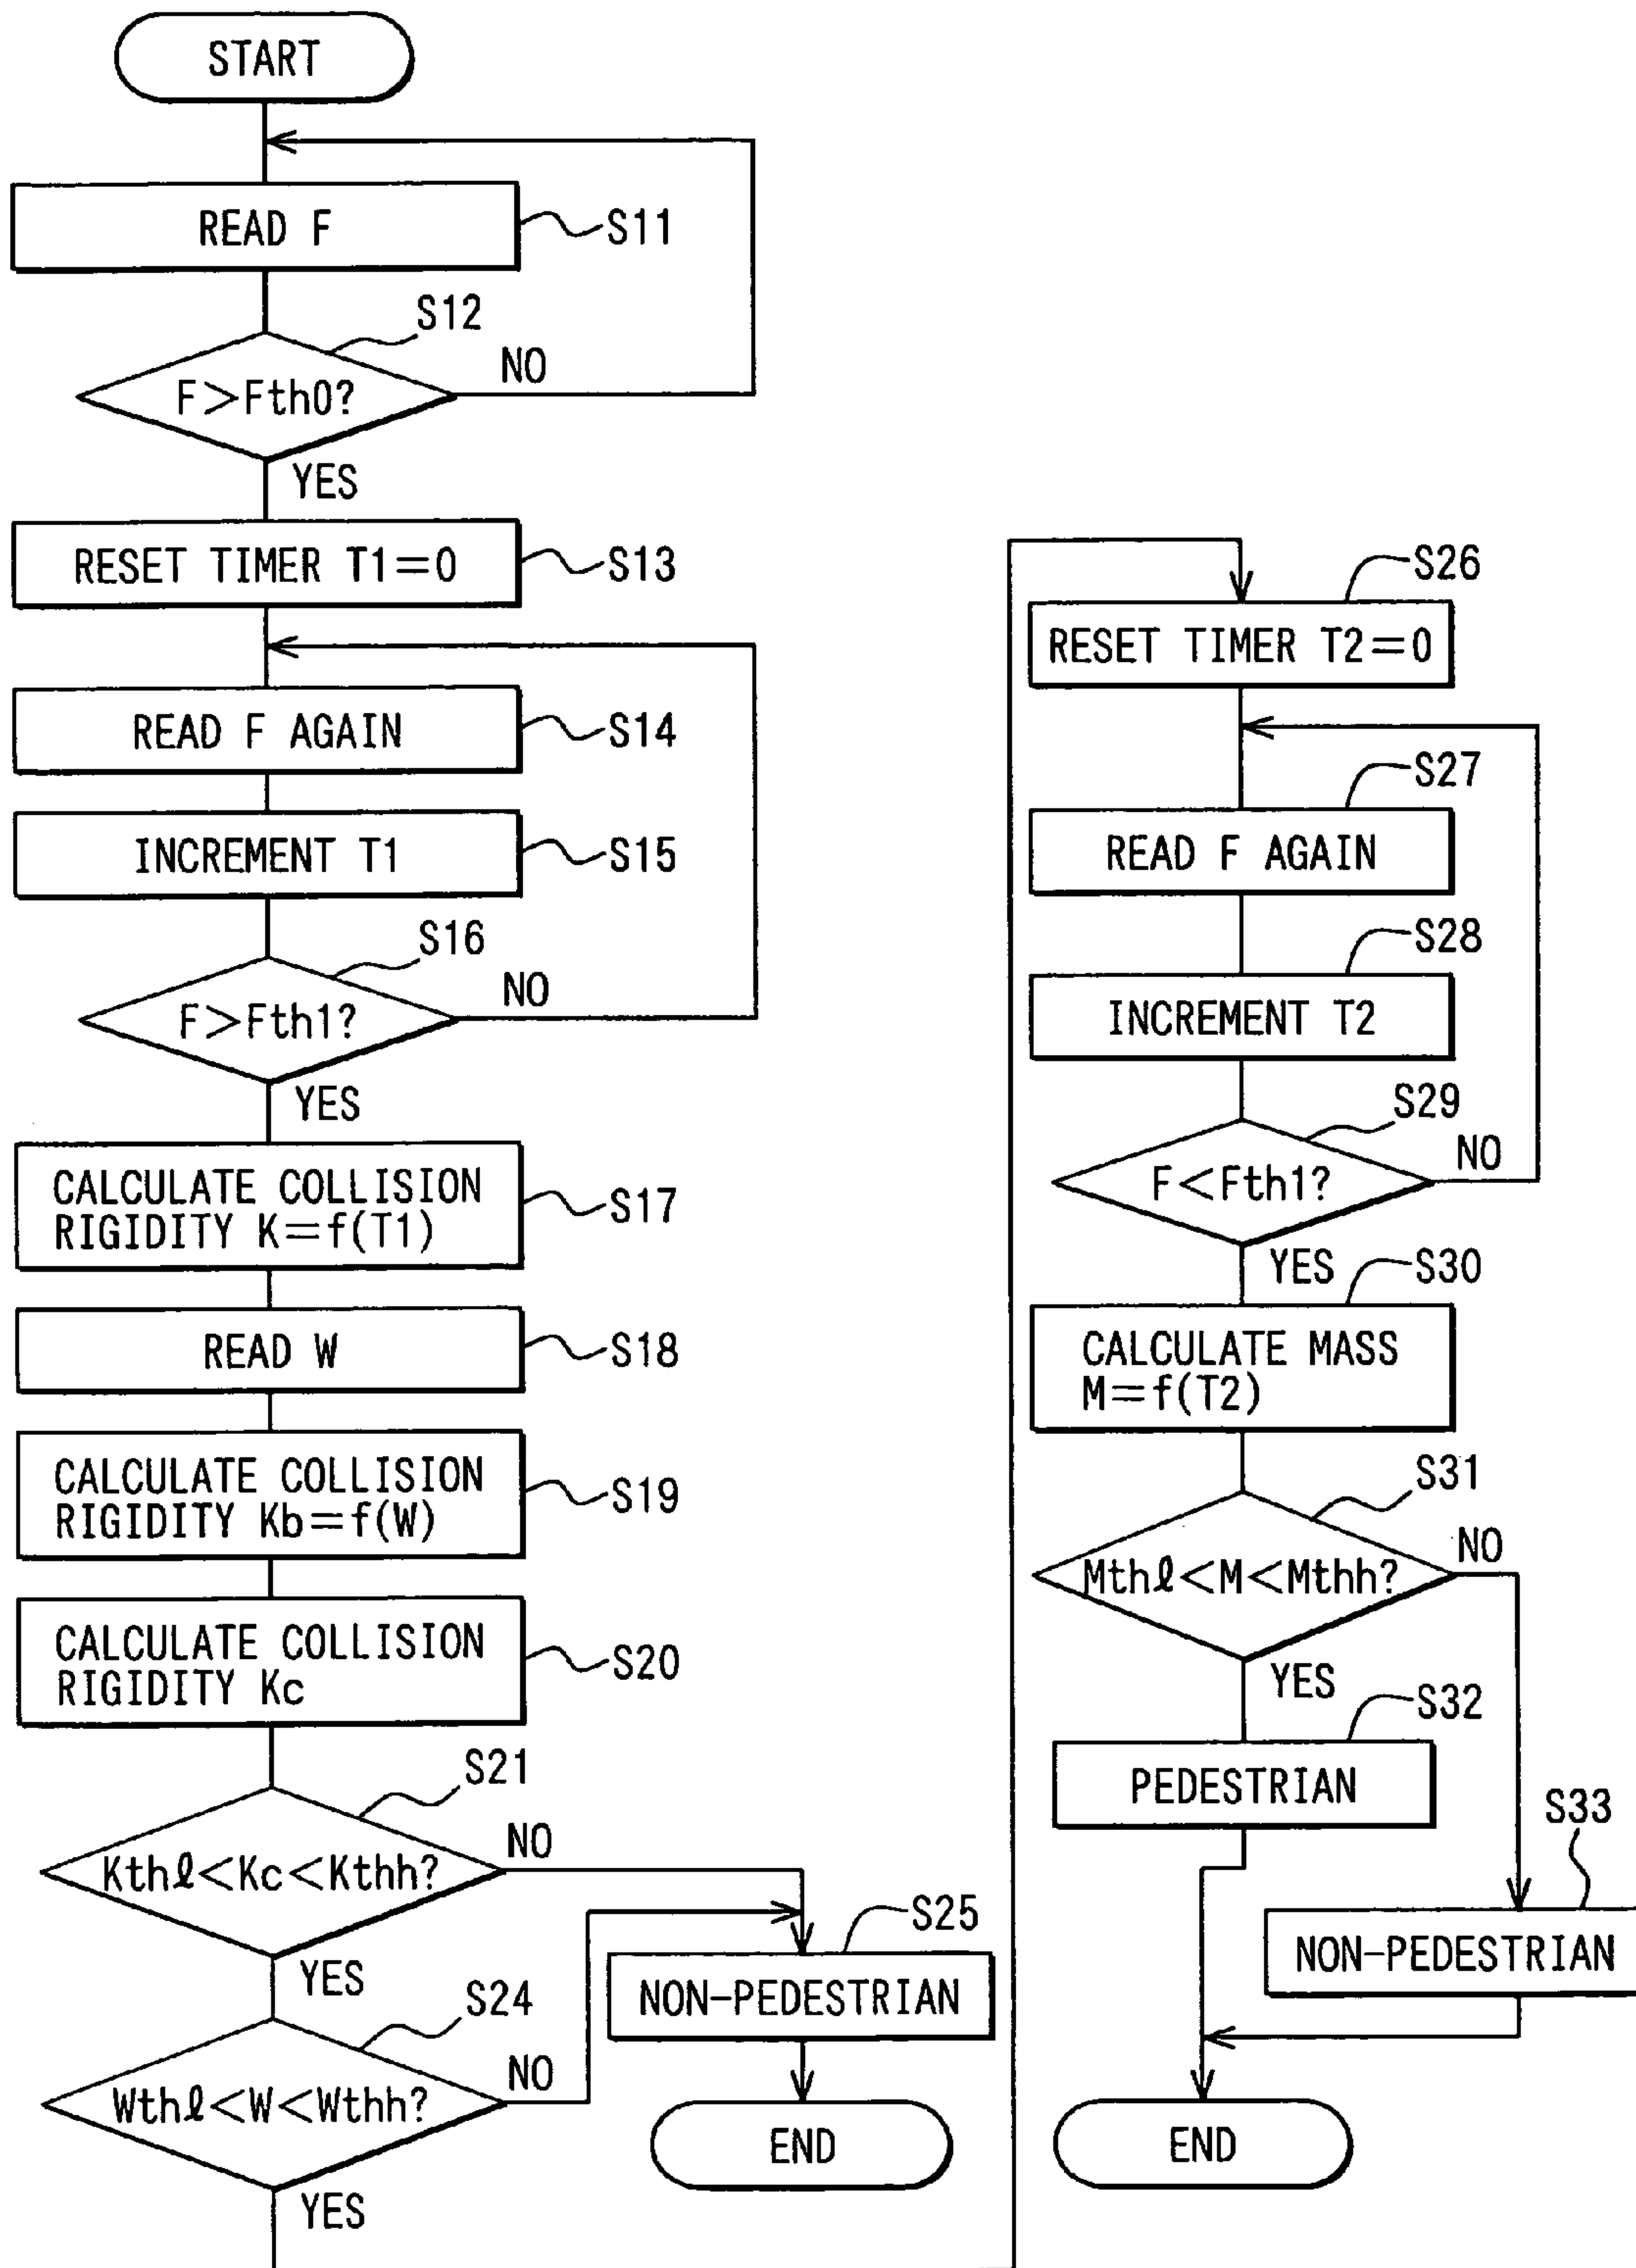 START
READ F
S11
S12
F>Fth0?
NO
YES
RESET TIMER T1=0
S13
READ F AGAIN
S14
INCREMENT T1
S15
S16
F>Fth1?
NO
YES
CALCULATE COLLISION
RIGIDITY K=f(T1)
S17
READ W
S18
CALCULATE COLLISION
RIGIDITY Kb=f(W)
S19
CALCULATE COLLISION
RIGIDITY Kc
S20
S21
Kthℓ<Kc<Kthh?
NO
YES
S24
Wthℓ<W<Wthh?
NO
YES
S25
NON-PEDESTRIAN
END
S26
RESET TIMER T2=0
S27
READ F AGAIN
S28
INCREMENT T2
S29
F<Fth1?
NO
YES
S30
CALCULATE MASS
M=f(T2)
S31
Mthℓ<M<Mthh?
NO
YES
S32
PEDESTRIAN
S33
NON-PEDESTRIAN
END